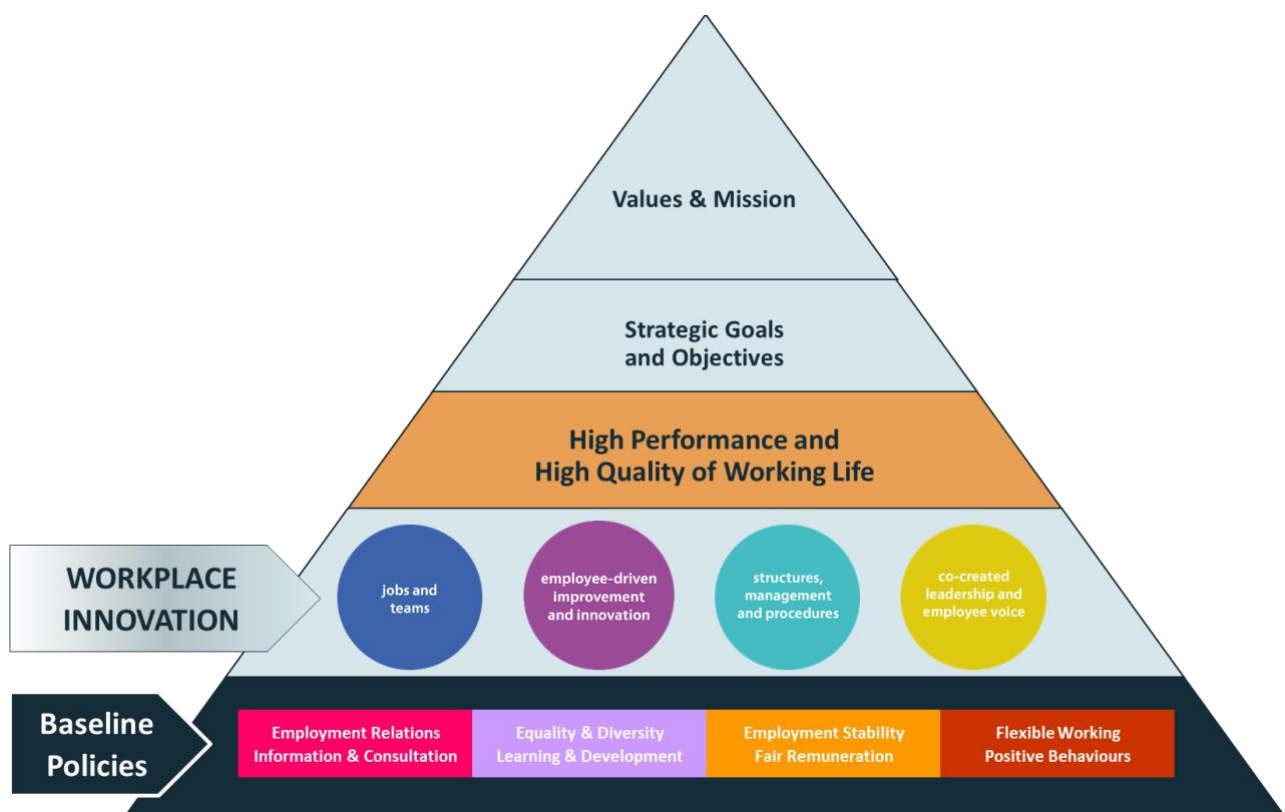 Values & Mission
Strategic Goals
and Objectives
High Performance and
High Quality of Working Life
WORKPLACE
INNOVATION
jobs and
teams
employee-driven
improvement
and innovation
structures,
management
and procedures
co-created
leadership and
employee voice
Baseline
Policies
Employment Relations
Information & Consultation
Equality & Diversity
Learning & Development
Employment Stability
Fair Remuneration
Flexible Working
Positive Behaviours